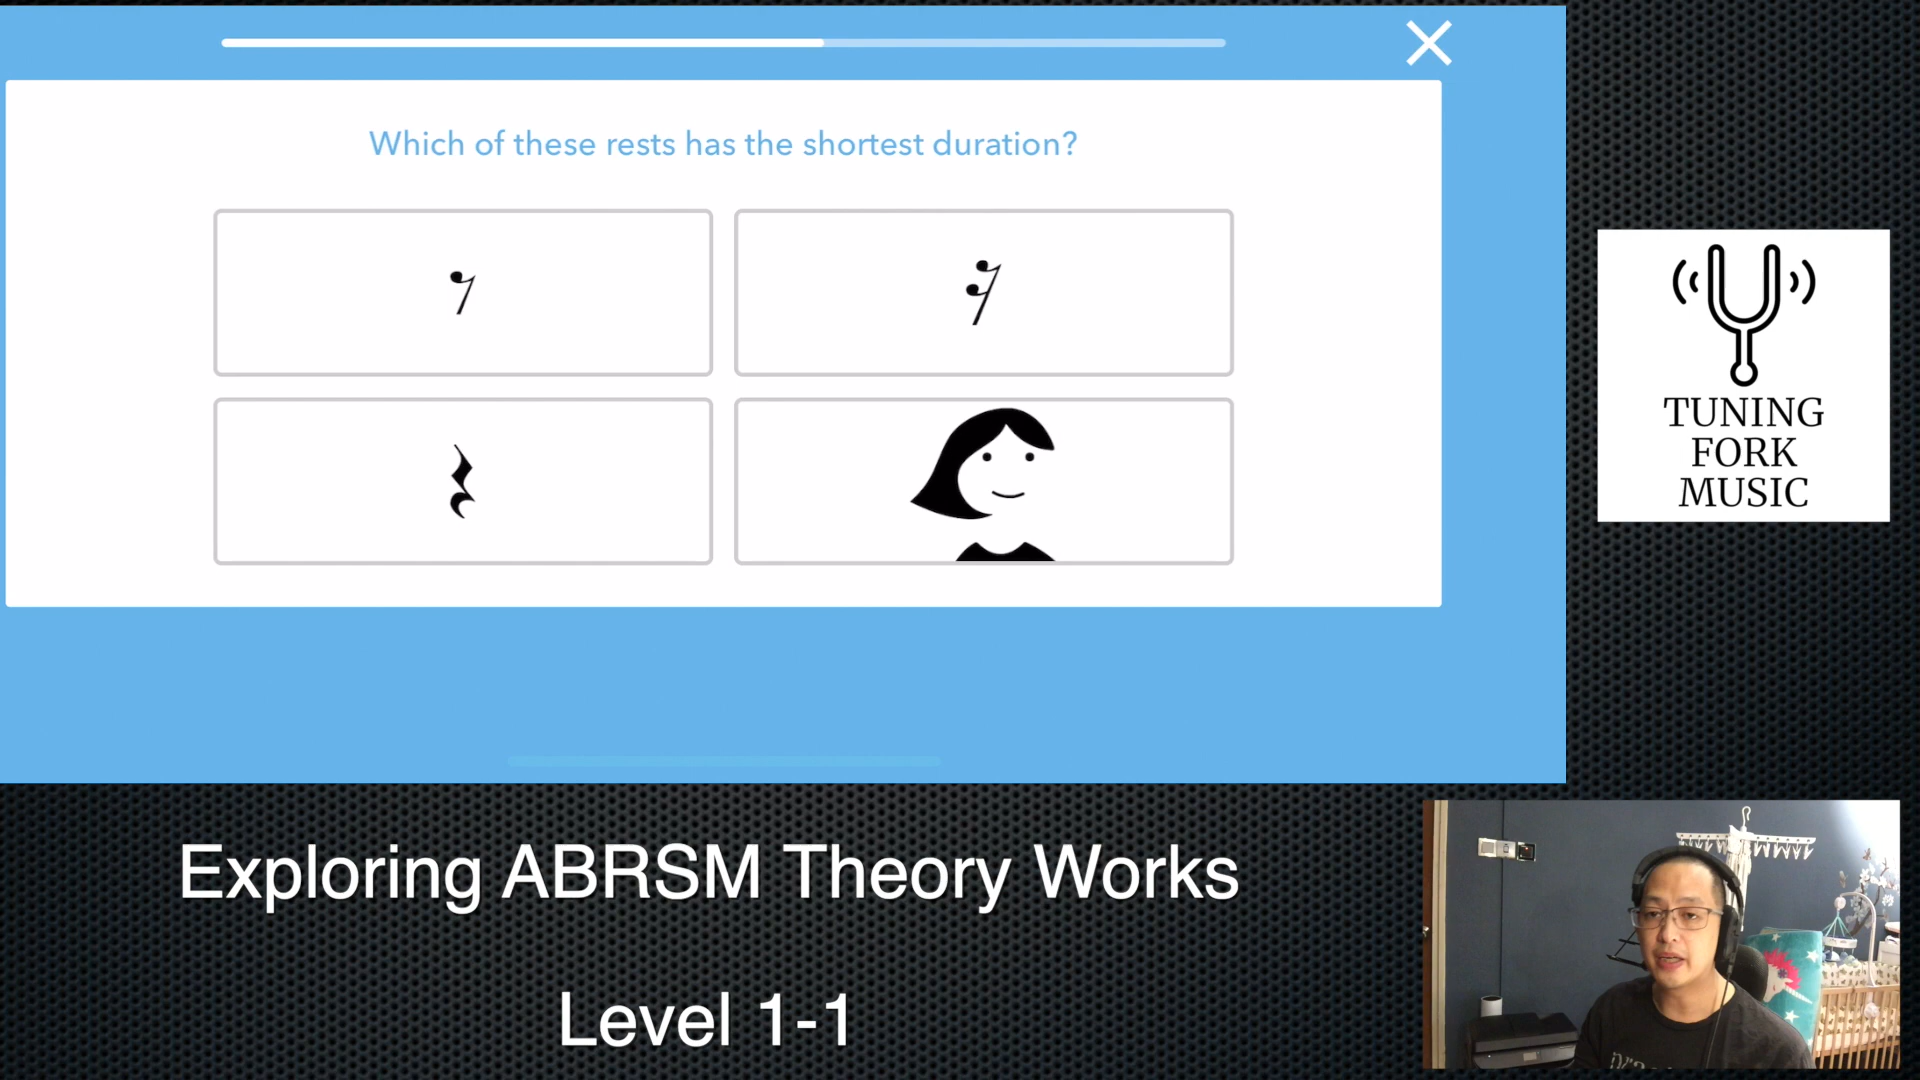 Which of these rests has the shortest duration?
TUNING
FORK
MUSIC
Exploring ABRSM Theory Works
Level 1-1